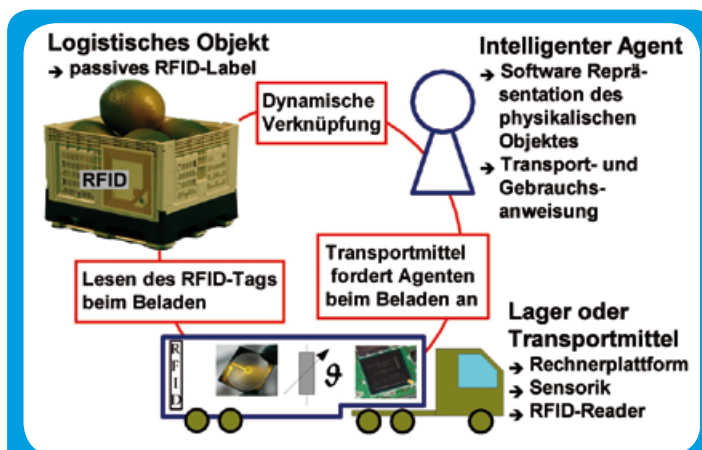 Logistisches Objekt
→ passives RFID-Label
RFID
Dynamische
Verknüpfung
Intelligenter Agent
→ Software Reprä-
sentation des
physikalischen
Objektes
→ Transport- und
Gebrauchs-
anweisung
Lesen des RFID-Tags
beim Beladen
Transportmittel
fordert Agenten
beim Beladen an
RFID
ϑ
Lager oder
Transportmittel
→ Rechnerplattform
→ Sensorik
→ RFID-Reader